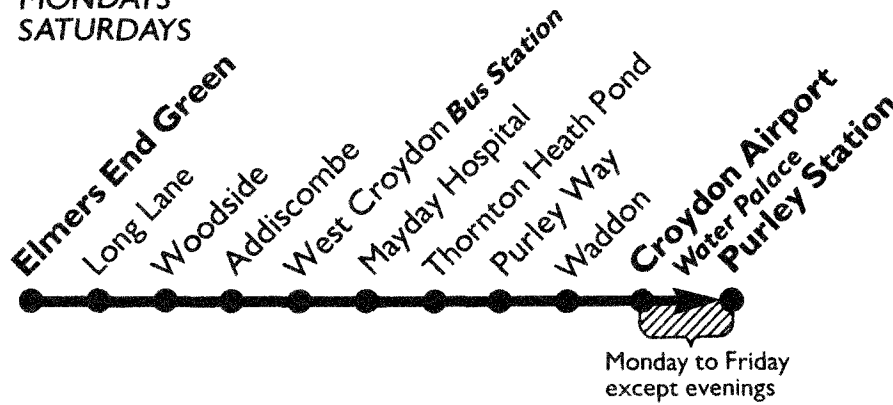 MONDAYS
SATURDAYS
Elmers End Green
Long Lane
Woodside
Addiscombe
West Croydon Bus Station
Mayday Hospital
Thornton Heath Pond
Purley Way
Waddon
Croydon Airport
Water Palace
Purley Station
Monday to Friday
except evenings